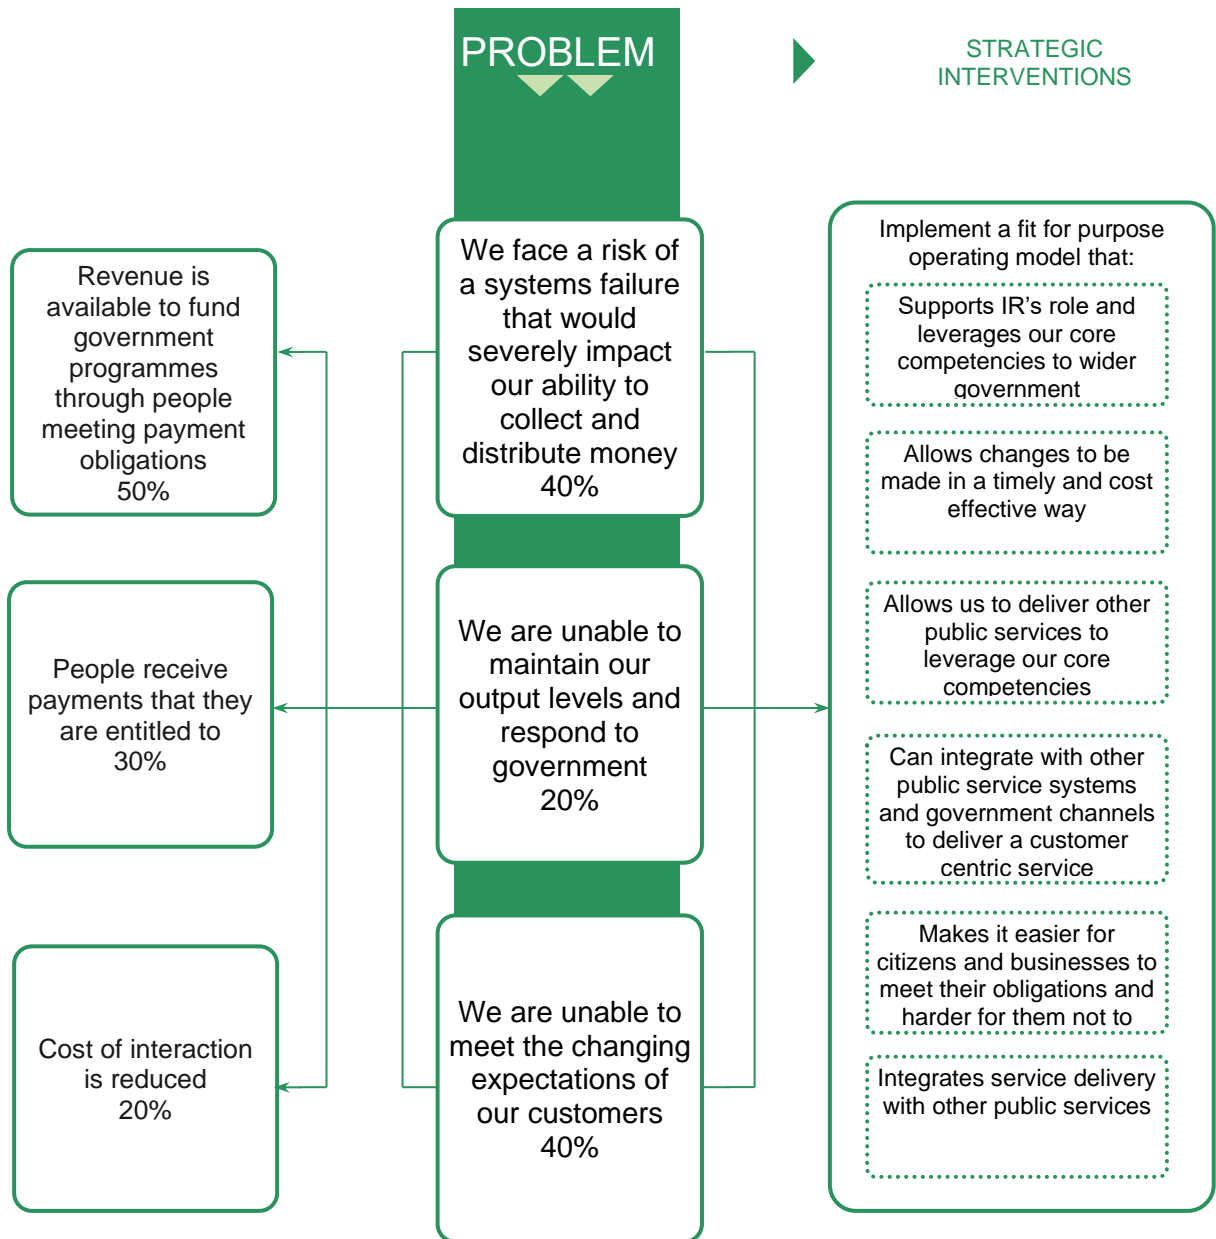 PROBLEM
STRATEGIC
INTERVENTIONS
Revenue is
available to fund
government
programmes
through people
meeting payment
obligations
50%
People receive
payments that they
are entitled to
30%
Cost of interaction
is reduced
20%
We face a risk of
a systems failure
that would
severely impact
our ability to
collect and
distribute money
40%
We are unable to
maintain our
output levels and
respond to
government
20%
We are unable to
meet the changing
expectations of
our customers
40%
Implement a fit for purpose
operating model that:
Supports IR’s role and
leverages our core
competencies to wider
government
Allows changes to be
made in a timely and cost
effective way
Allows us to deliver other
public services to
leverage our core
competencies
Can integrate with other
public service systems
and government channels
to deliver a customer
centric service
Makes it easier for
citizens and businesses to
meet their obligations and
harder for them not to
Integrates service delivery
with other public services